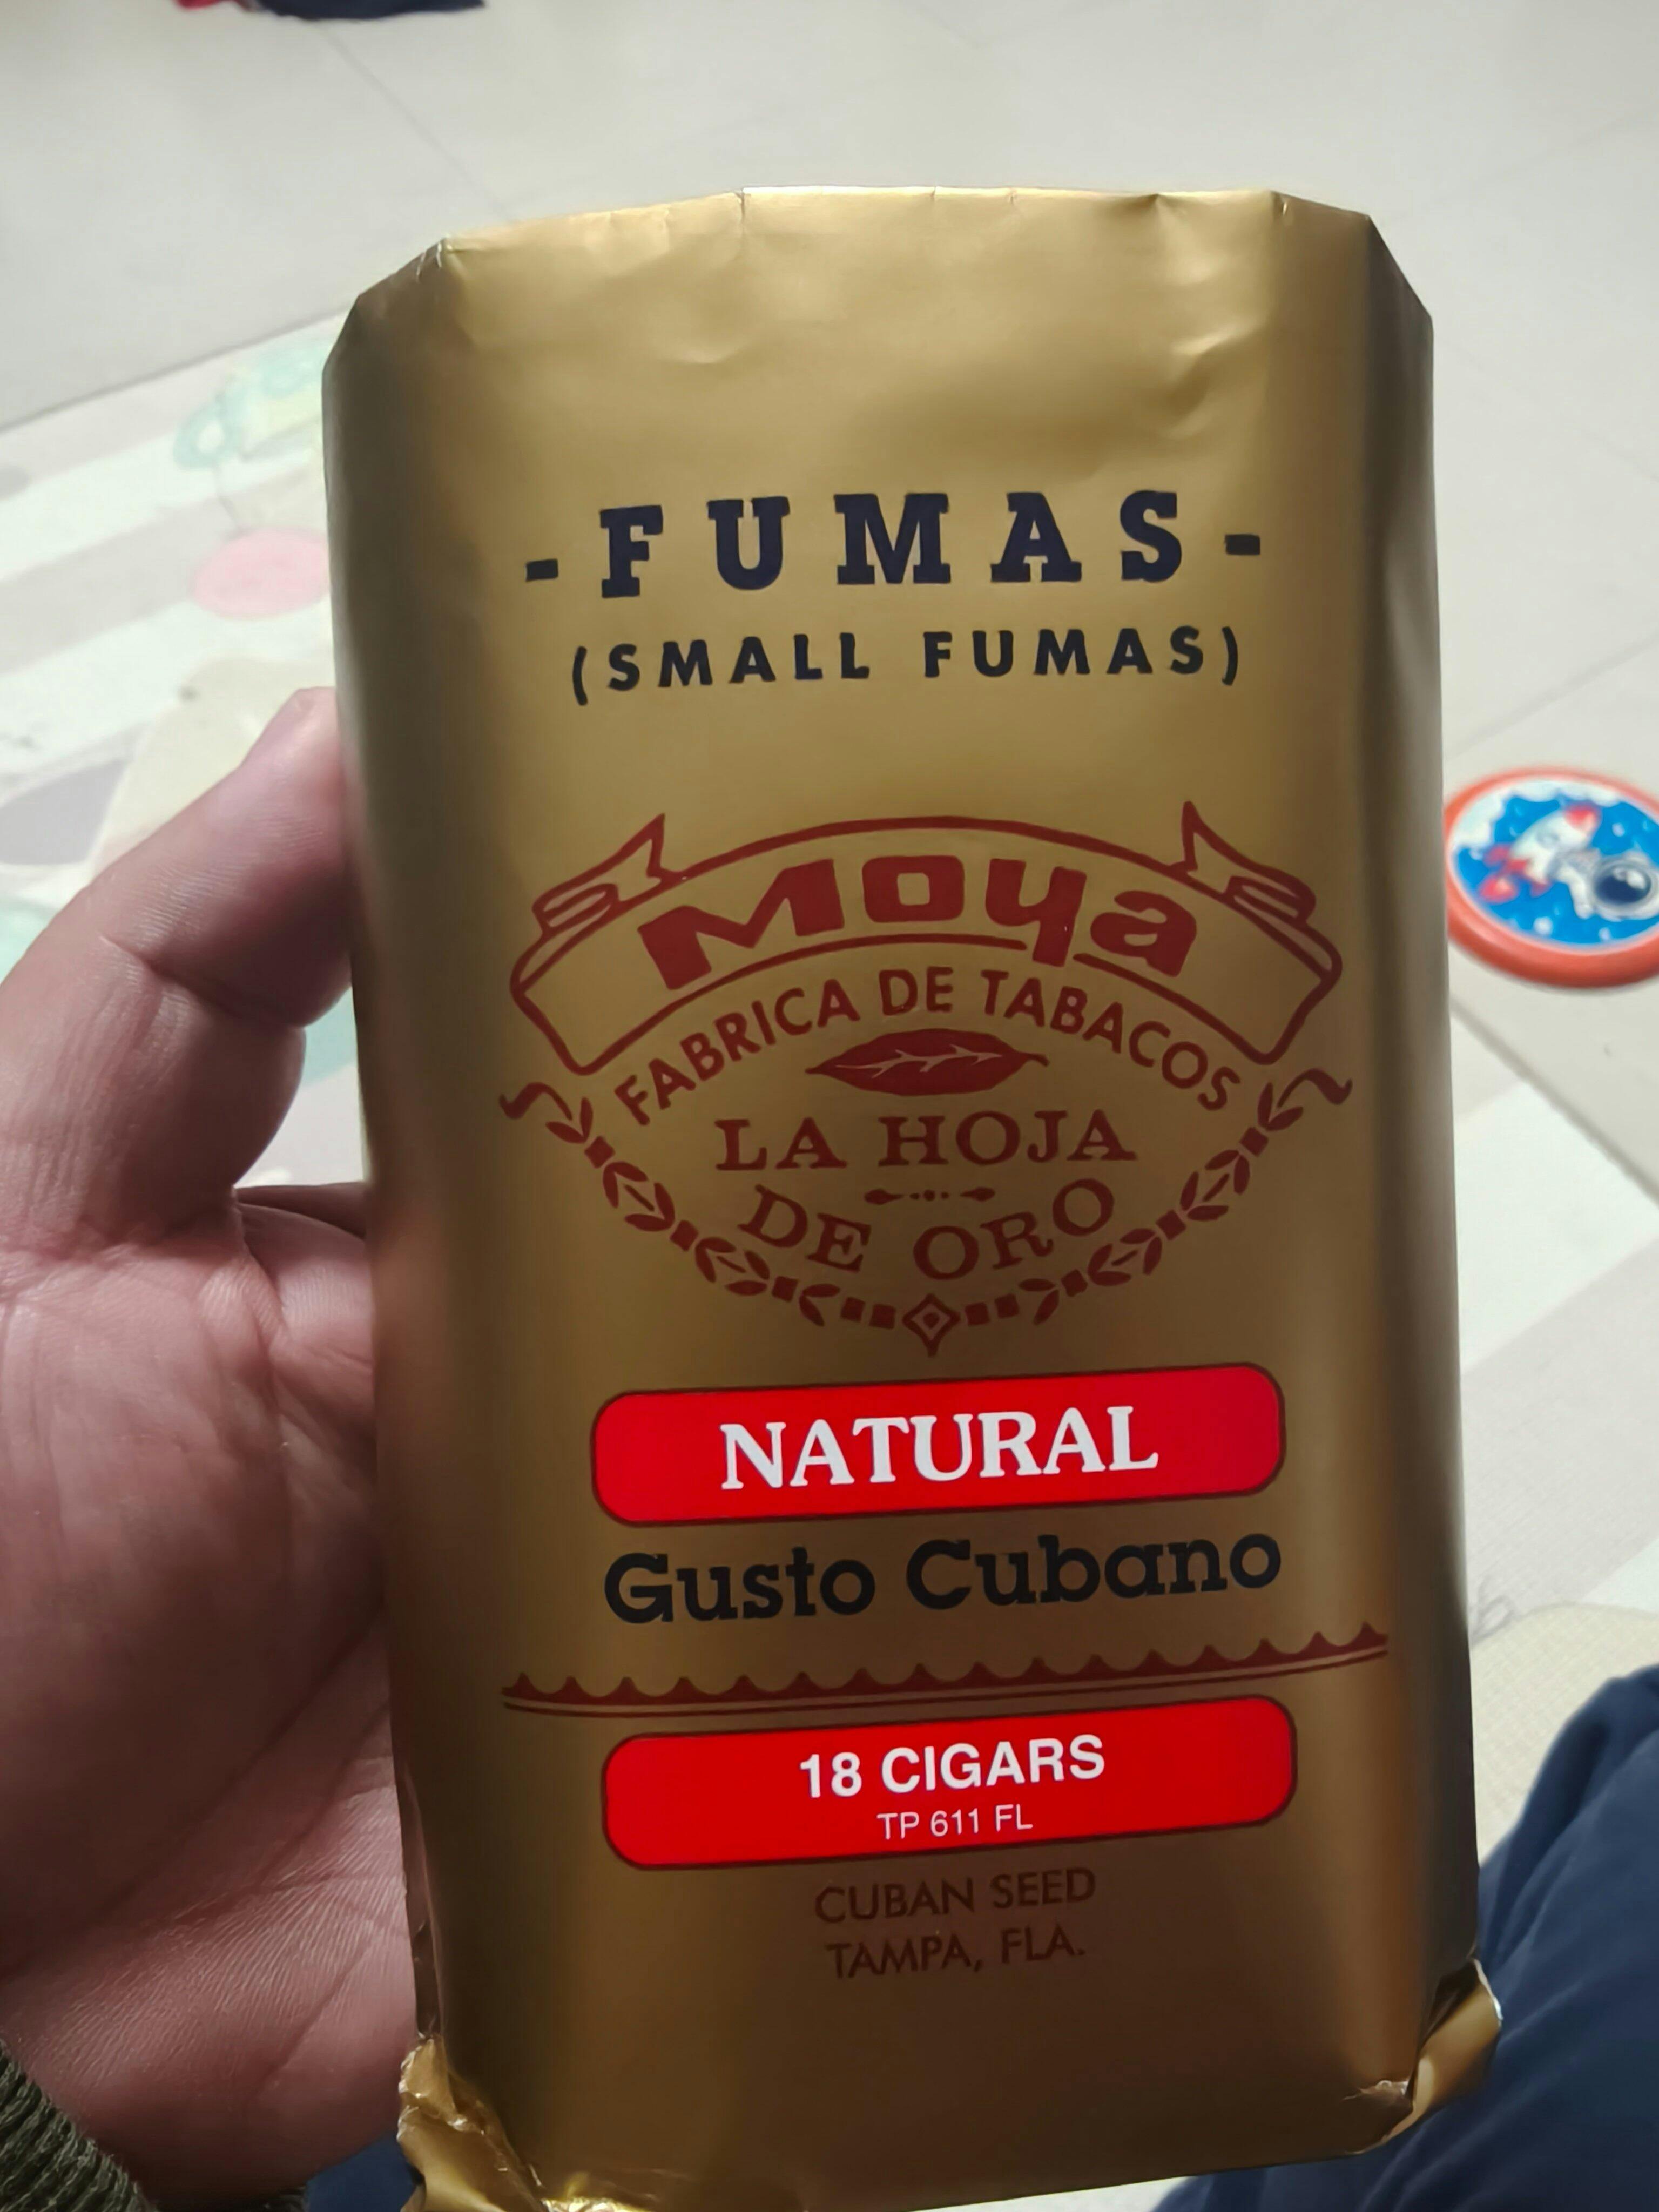 -FUMAS-
(SMALL FUMAS)
Moya
FABRICA DE TABACOS
LA HOJA
DE ORO
NATURAL
Gusto Cubano
18 CIGARS
TP 611 FL
CUBAN SEED
TAMPA, FLA.